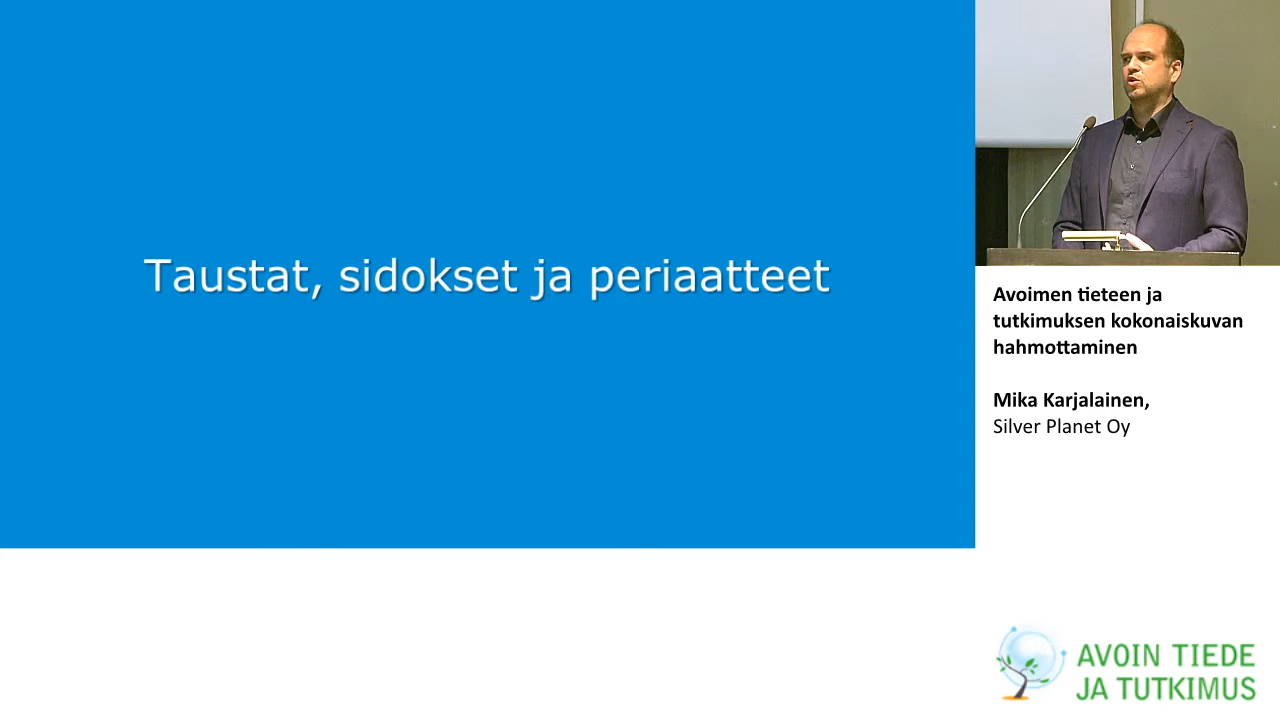 Taustat, sidokset ja periaatteet
Avoimen tieteen ja
tutkimuksen kokonaiskuvan
hahmottaminen
Mika Karjalainen,
Silver Planet Oy
AVOIN TIEDE
JA TUTKIMUS